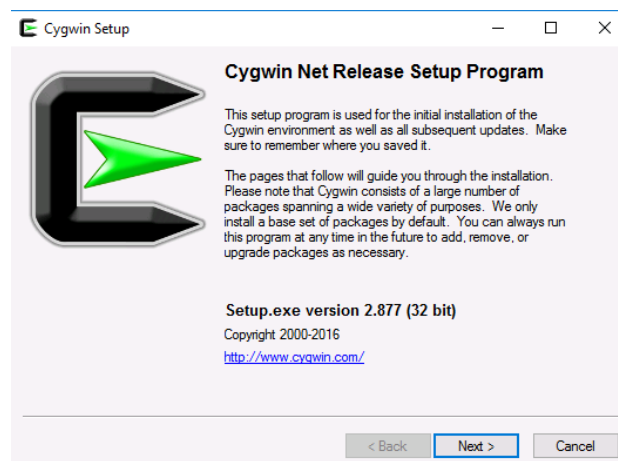 Cygwin Setup
Cygwin Net Release Setup Program
This setup program is used for the initial installation of the
Cygwin environment as well as all subsequent updates. Make
sure to remember where you saved it.
The pages that follow will guide you through the installation.
Please note that Cygwin consists of a large number of
packages spanning a wide variety of purposes. We only
install a base set of packages by default. You can always run
this program at any time in the future to add, remove, or
upgrade packages as necessary.
Setup.exe version 2.877 (32 bit)
Copyright 2000-2016
http://www.cygwin.com/
< Back Next > Cancel